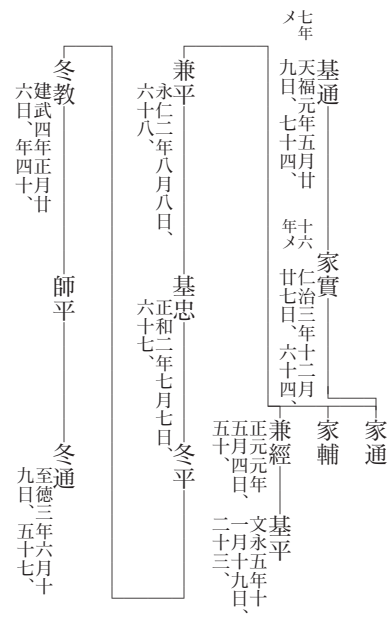 七年
メ
基通
天福元年五月廿
九日、七十四、
十六
年メ
家實
仁治三年十二月
廿七日、六十四、
家通
家輔
兼經
正元元年
五月四日、
五十、
基平
文永五年十
一月十九日、
二十三、
兼平
永仁二年八月八日、
六十八、
基忠
正和二年七月七日、
六十七、
冬平
冬教
建武四年正月廿
六日、年四十、
師平
冬通
至德三年六月十
九日、五十七、